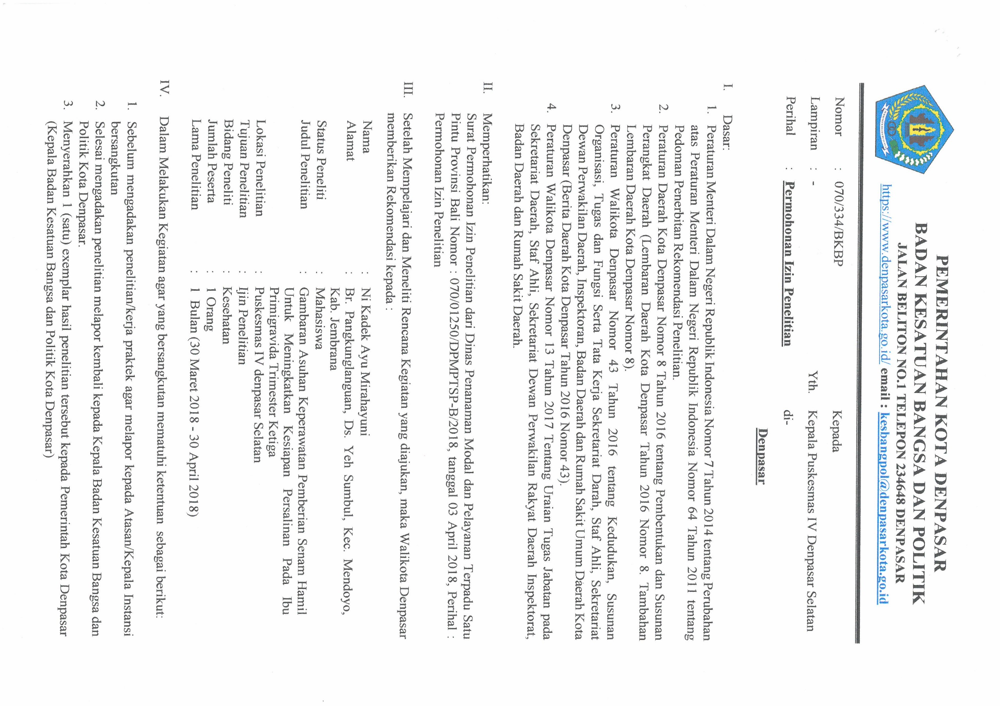 PEMERINTAHAN KOTA DENPASAR
BADAN KESATUAN BANGSA DAN POLITIK
JALAN BELITON NO.1 TELEPON 234648 DENPASAR
https://www.denpasarkota.go.id/ email : kesbangpol@denpasarkota.go.id
Kepada
Nomor : 070/334/BKBP
Lampiran : - Yth. Kepala Puskesmas IV Denpasar Selatan
Perihal : Permohonan Izin Penelitian di-
Denpasar
I. Dasar:
1. Peraturan Menteri Dalam Negeri Republik Indonesia Nomor 7 Tahun 2014 tentang Perubahan
atas Peraturan Menteri Dalam Negeri Republik Indonesia Nomor 64 Tahun 2011 tentang
Pedoman Penerbitan Rekomendasi Penelitian.
2. Peraturan Daerah Kota Denpasar Nomor 8 Tahun 2016 tentang Pembentukan dan Susunan
Perangkat Daerah (Lembaran Daerah Kota Denpasar Tahun 2016 Nomor 8. Tambahan
Lembaran Daerah Kota Denpasar Nomor 8).
3. Peraturan Walikota Denpasar Nomor 43 Tahun 2016 tentang Kedudukan, Susunan
Organisasi, Tugas dan Fungsi Serta Tata Kerja Sekretariat Darah, Staf Ahli, Sekretariat
Dewan Perwakilan Daerah, Inspektoran, Badan Daerah dan Rumah Sakit Umum Daerah Kota
Denpasar (Berita Daerah Kota Denpasar Tahun 2016 Nomor 43).
4. Peraturan Walikota Denpasar Nomor 13 Tahun 2017 Tentang Uraian Tugas Jabatan pada
Sekretariat Daerah, Staf Ahli, Sekretariat Dewan Perwakilan Rakyat Daerah Inspektorat,
Badan Daerah dan Rumah Sakit Daerah.
II. Memperhatikan:
Surat Permohonan Izin Penelitian dari Dinas Penanaman Modal dan Pelayanan Terpadu Satu
Pintu Provinsi Bali Nomor : 070/01250/DPMPTSP-B/2018, tanggal 03 April 2018, Perihal :
Permohonan Izin Penelitian
III. Setelah Mempelajari dan Meneliti Rencana Kegiatan yang diajukan, maka Walikota Denpasar
memberikan Rekomendasi kepada :
Nama : Ni Kadek Ayu Mirahayuni
Alamat : Br. Pangkunglanguan, Ds. Yeh Sumbul, Kec. Mendoyo,
Kab. Jembrana
Status Peneliti : Mahasiswa
Judul Penelitian : Gambaran Asuhan Keperawatan Pemberian Senam Hamil
Untuk Meningkatkan Kesiapan Persalinan Pada Ibu
Primigravida Trimester Ketiga
Lokasi Penelitian : Puskesmas IV denpasar Selatan
Tujuan Penelitian : Ijin Penelitian
Bidang Peneliti : Kesehatan
Jumlah Peserta : 1 Orang
Lama Penelitian : 1 Bulan (30 Maret 2018 - 30 April 2018)
IV. Dalam Melakukan Kegiatan agar yang bersangkutan mematuhi ketentuan sebagai berikut:
1. Sebelum mengadakan penelitian/kerja praktek agar melapor kepada Atasan/Kepala Instansi
bersangkutan
2. Selesai mengadakan penelitian melapor kembali kepada Kepala Badan Kesatuan Bangsa dan
Politik Kota Denpasar.
3. Menyerahkan 1 (satu) exemplar hasil penelitian tersebut kepada Pemerintah Kota Denpasar
(Kepala Badan Kesatuan Bangsa dan Politik Kota Denpasar)